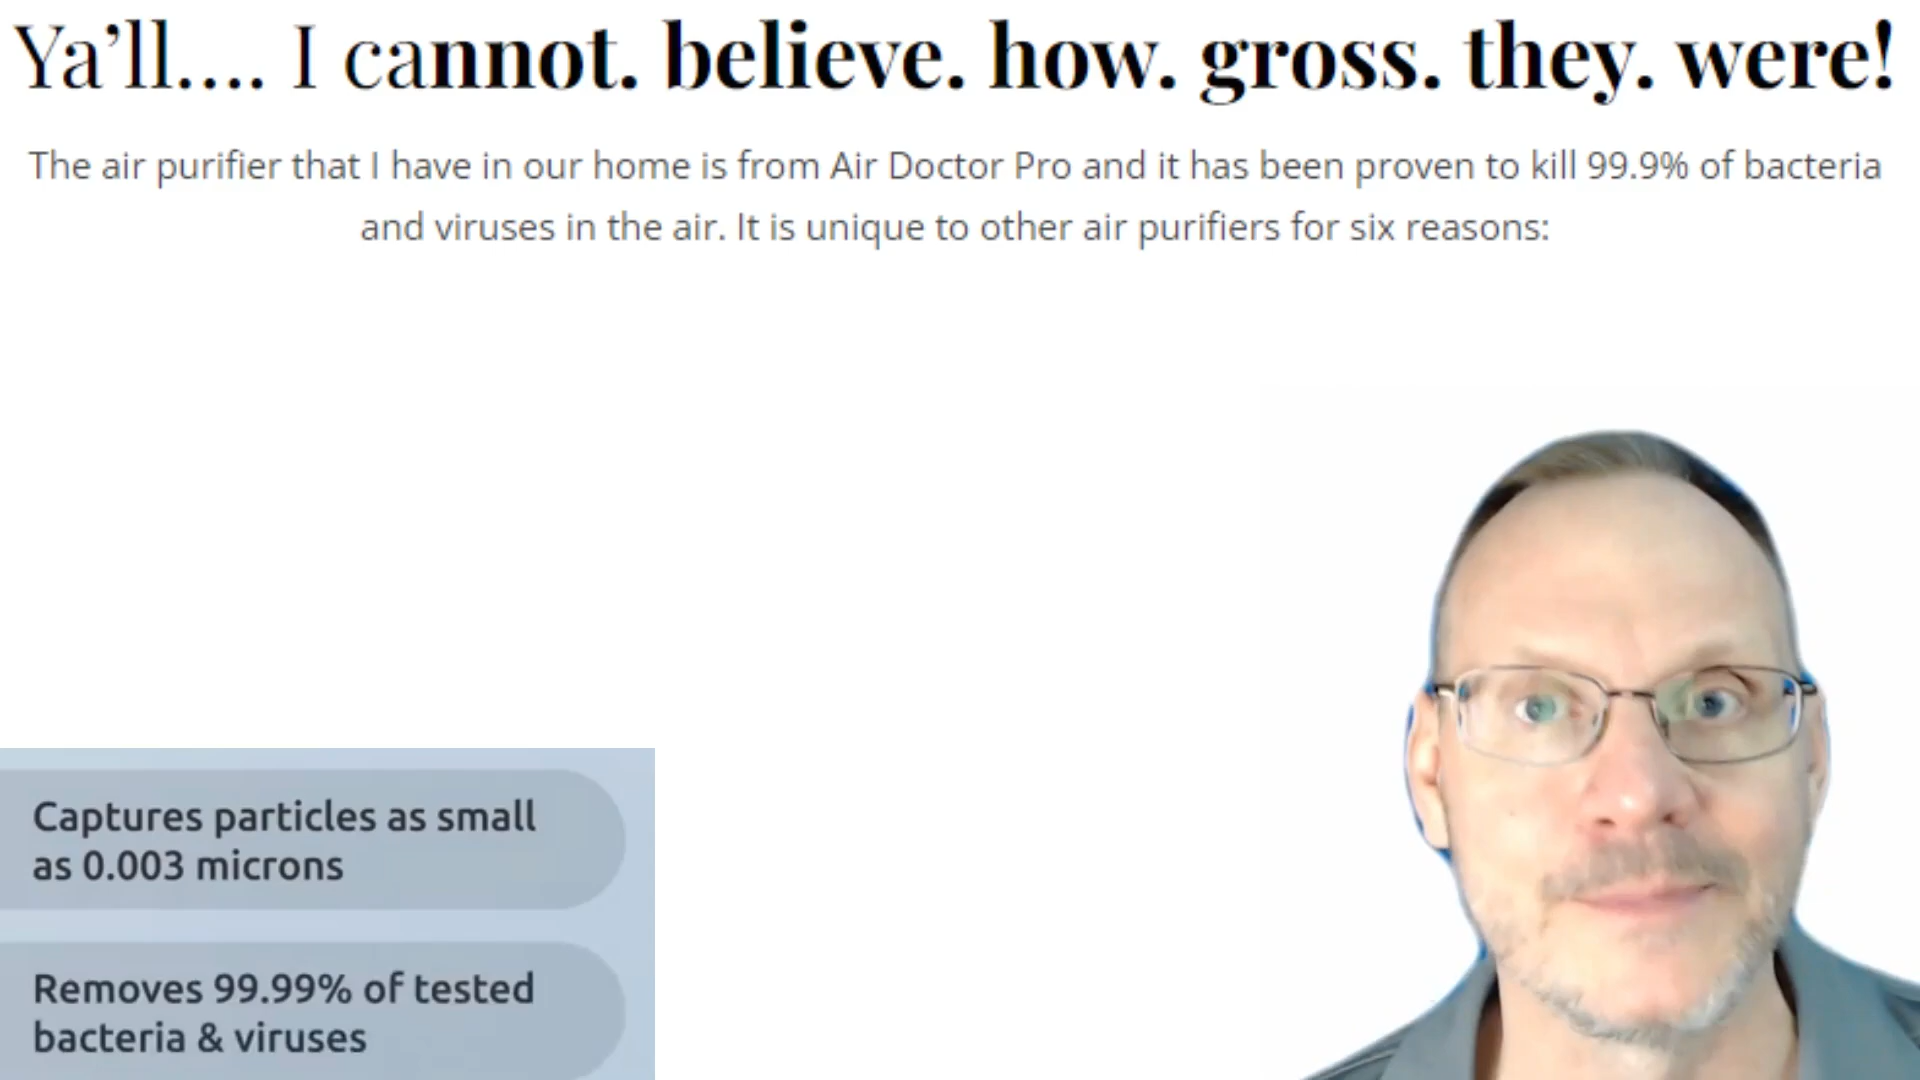 Ya’ll.... I cannot. believe. how. gross. they. were!
The air purifier that I have in our home is from Air Doctor Pro and it has been proven to kill 99.9% of bacteria
and viruses in the air. It is unique to other air purifiers for six reasons:
Captures particles as small
as 0.003 microns
Removes 99.99% of tested
bacteria & viruses